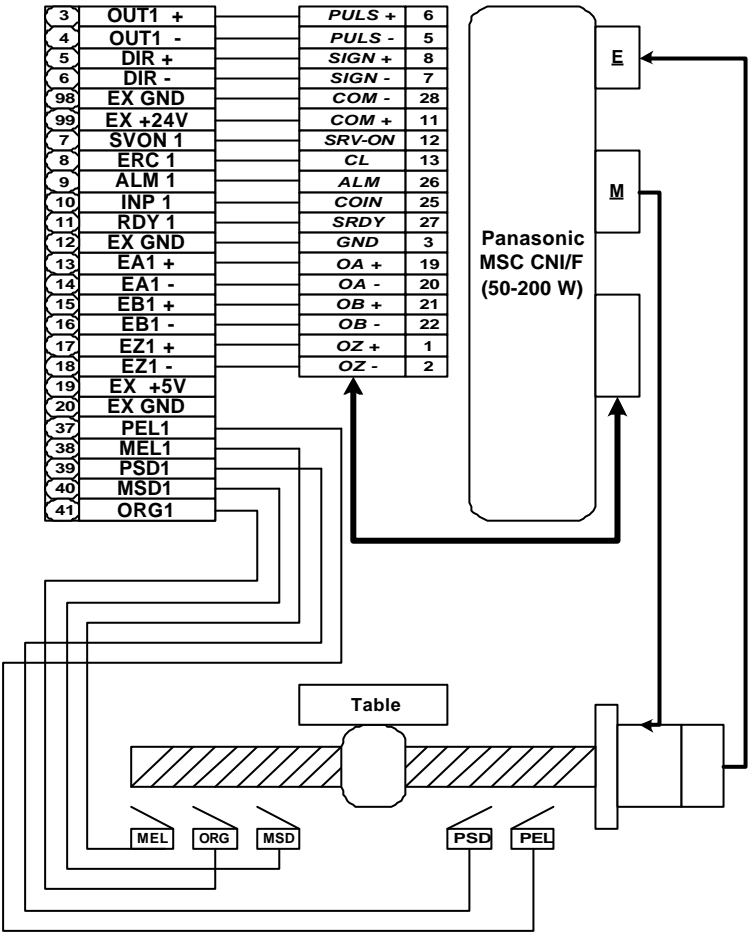 3 OUT1 + PULS + 6
4 OUT1 - PULS - 5
5 DIR + SIGN + 8
6 DIR - SIGN - 7
98 EX GND COM - 28
99 EX +24V COM + 11
7 SVON 1 SRV-ON 12
8 ERC 1 CL 13
9 ALM 1 ALM 26
10 INP 1 COIN 25
11 RDY 1 SRDY 27
12 EX GND GND 3
13 EA1 + OA + 19
14 EA1 - OA - 20
15 EB1 + OB + 21
16 EB1 - OB - 22
17 EZ1 + OZ + 1
18 EZ1 - OZ - 2
19 EX +5V
20 EX GND
37 PEL1
38 MEL1
39 PSD1
40 MSD1
41 ORG1
E
M
Panasonic
MSC CNI/F
(50-200 W)
Table
MEL ORG MSD PSD PEL